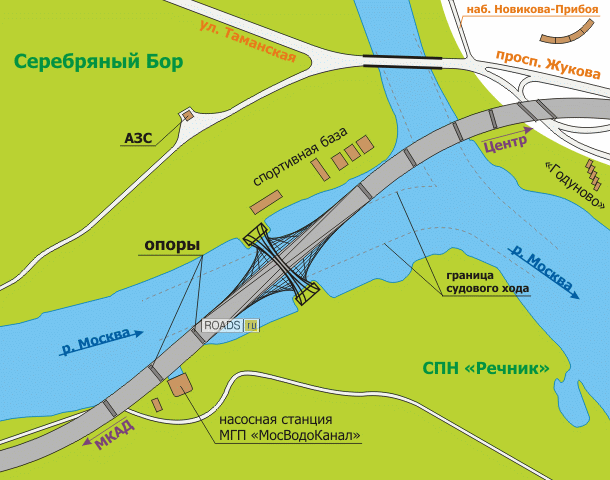 наб. Новикова-Прибоя
ул. Таманская
просп. Жукова
Серебряный Бор
АЗС
спортивная база
Центр
«Годуново»
опоры
р. Москва
граница
судового хода
ROADS ru
р. Москва
СПН «Речник»
насосная станция
МГП «МосВодоКанал»
МКАД